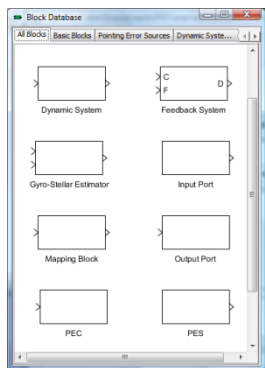 Block Database
All Blocks Basic Blocks Pointing Error Sources Dynamic Syste...
C
F D
Dynamic System Feedback System
Gyro-Stellar Estimator Input Port
Mapping Block Output Port
PEC PES